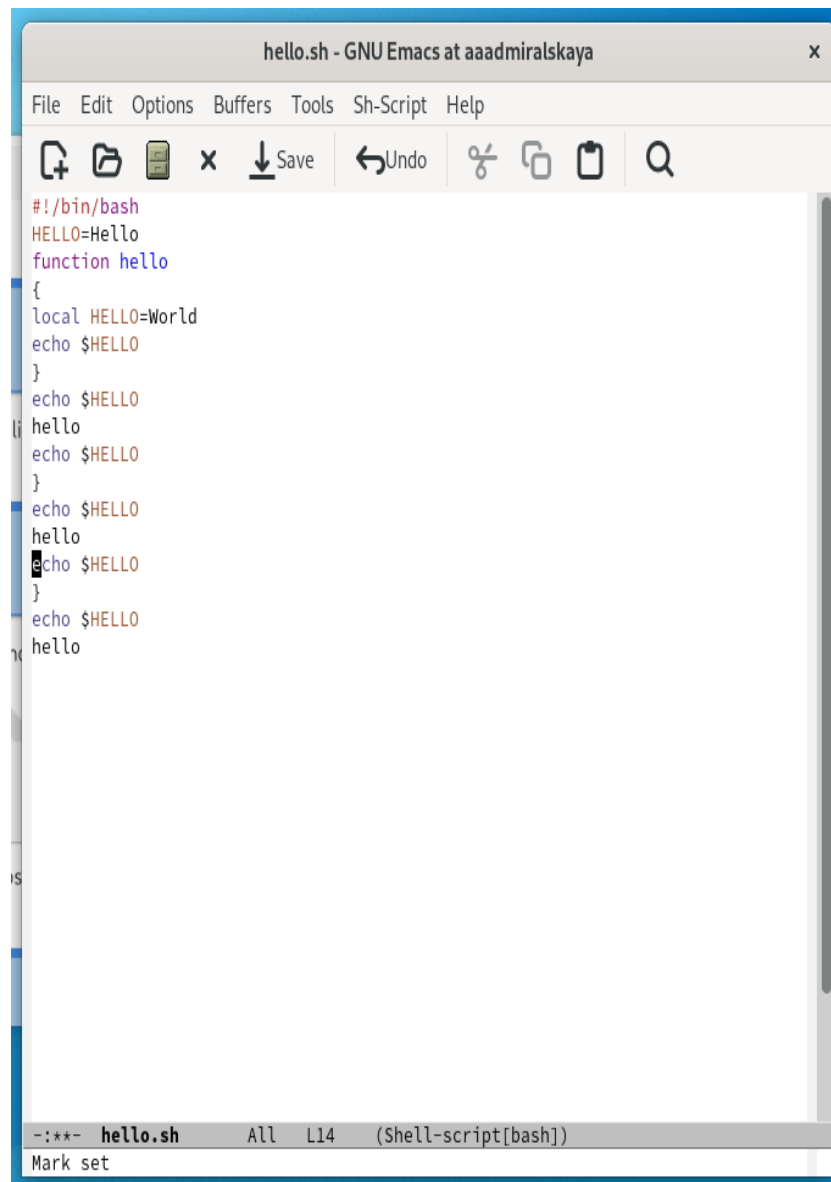 hello.sh - GNU Emacs at aaadmiralskaya x
File Edit Options Buffers Tools Sh-Script Help
Save Undo
#!/bin/bash
HELLO=Hello
function hello
{
local HELLO=World
echo $HELLO
}
echo $HELLO
hello
echo $HELLO
}
echo $HELLO
hello
echo $HELLO
}
echo $HELLO
hello
-:**- hello.sh All L14 (Shell-script[bash])
Mark set